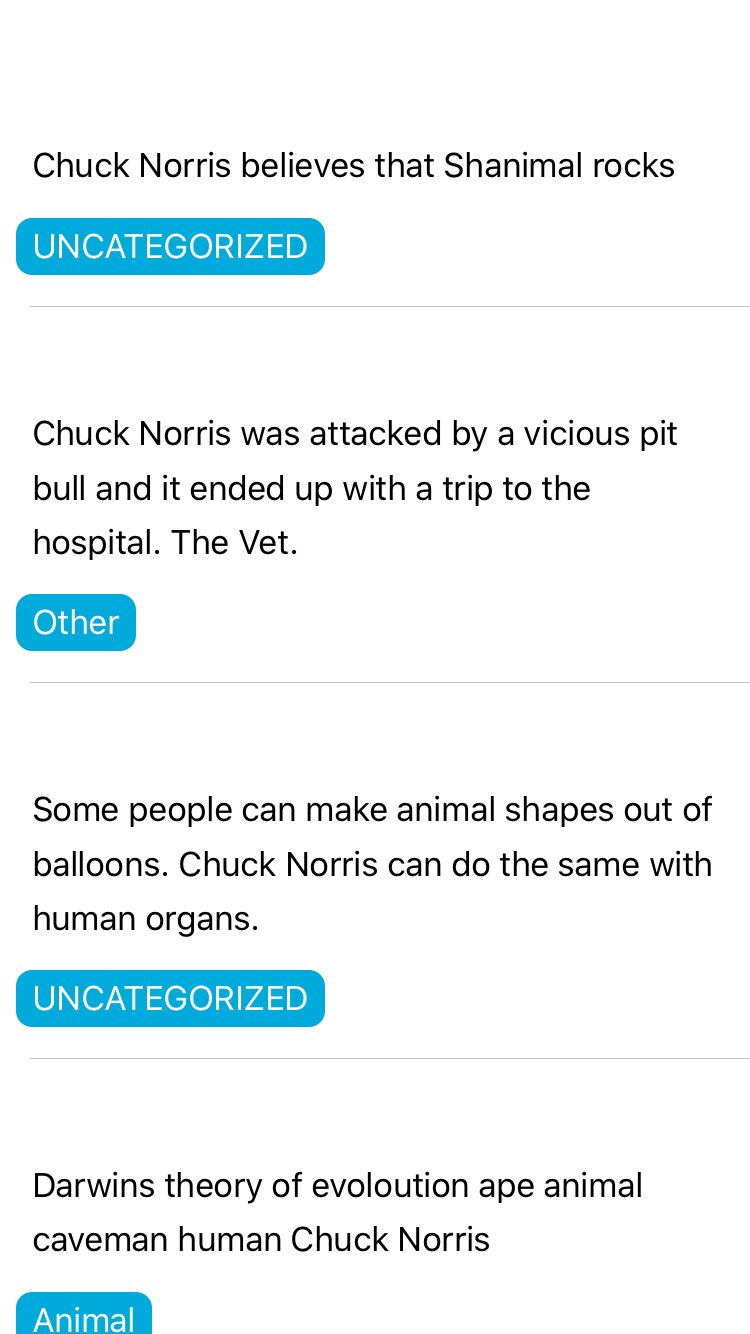 Chuck Norris believes that Shanimal rocks
UNCATEGORIZED
Chuck Norris was attacked by a vicious pit
bull and it ended up with a trip to the
hospital. The Vet.
Other
Some people can make animal shapes out of
balloons. Chuck Norris can do the same with
human organs.
UNCATEGORIZED
Darwins theory of evoloution ape animal
caveman human Chuck Norris
Animal